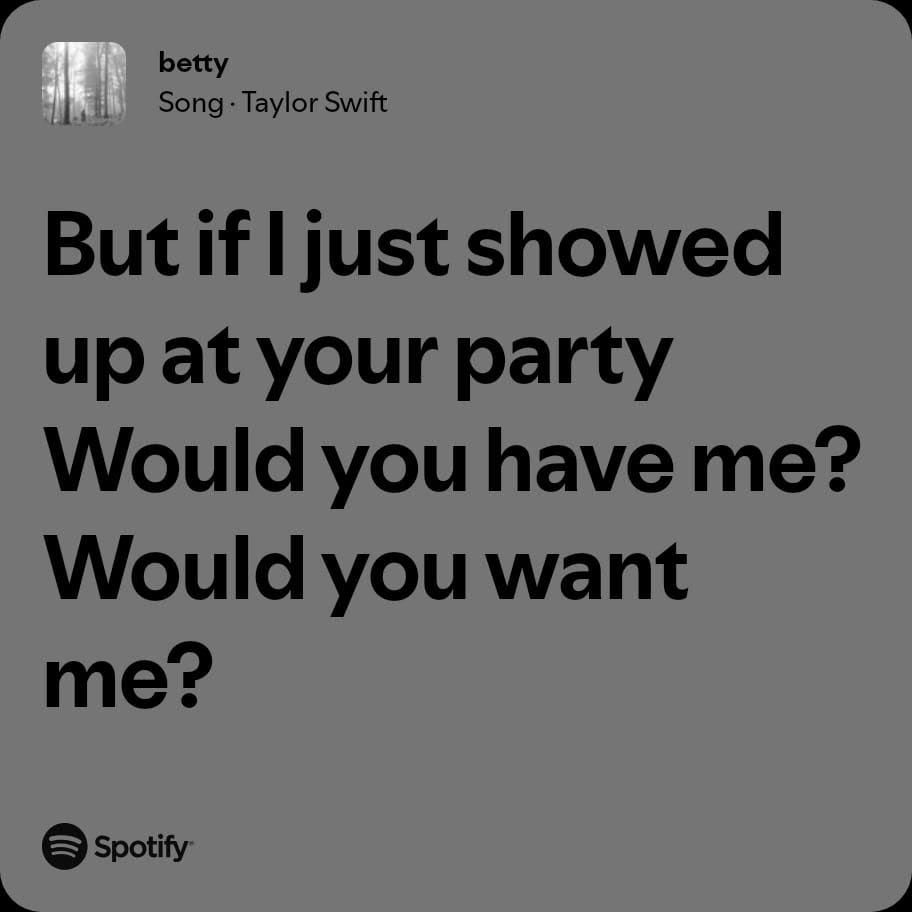 betty
Song · Taylor Swift
But if I just showed
up at your party
Would you have me?
Would you want
me?
Spotify